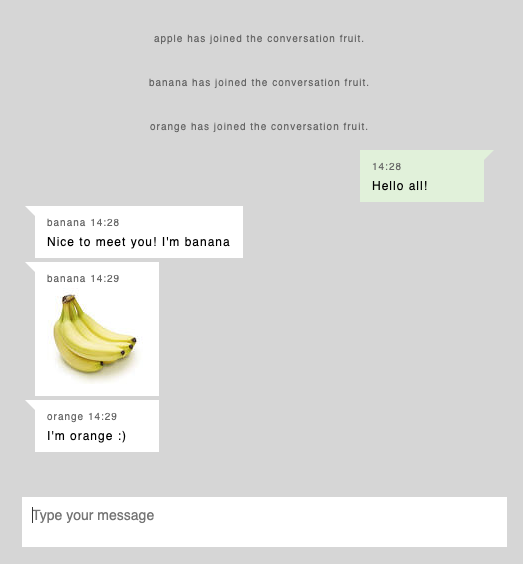 apple has joined the conversation fruit.
banana has joined the conversation fruit.
orange has joined the conversation fruit.
14:28
Hello all!
banana 14:28
Nice to meet you! I'm banana
banana 14:29
orange 14:29
I'm orange :)
Type your message